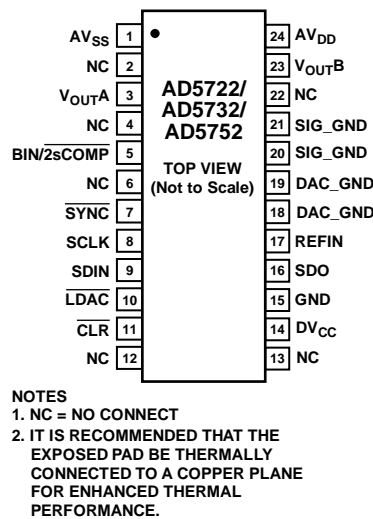 AVSS 1
NC 2
VOUTA 3
NC 4
BIN/2sCOMP 5
NC 6
SYNC 7
SCLK 8
SDIN 9
LDAC 10
CLR 11
NC 12
AD5722/
AD5732/
AD5752
TOP VIEW
(Not to Scale)
24 AVDD
23 VOUTB
22 NC
21 SIG_GND
20 SIG_GND
19 DAC_GND
18 DAC_GND
17 REFIN
16 SDO
15 GND
14 DVCC
13 NC
NOTES
1. NC = NO CONNECT
2. IT IS RECOMMENDED THAT THE
EXPOSED PAD BE THERMALLY
CONNECTED TO A COPPER PLANE
FOR ENHANCED THERMAL
PERFORMANCE.